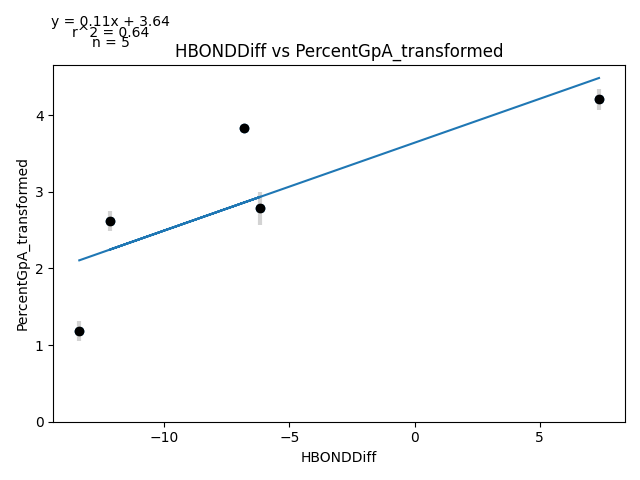 y = 0.11x + 3.64
r^2 = 0.64
n = 5
HBONDDiff vs PercentGpA_transformed
PercentGpA_transformed
4
3
2
1
0
−10
−5
0
5
HBONDDiff